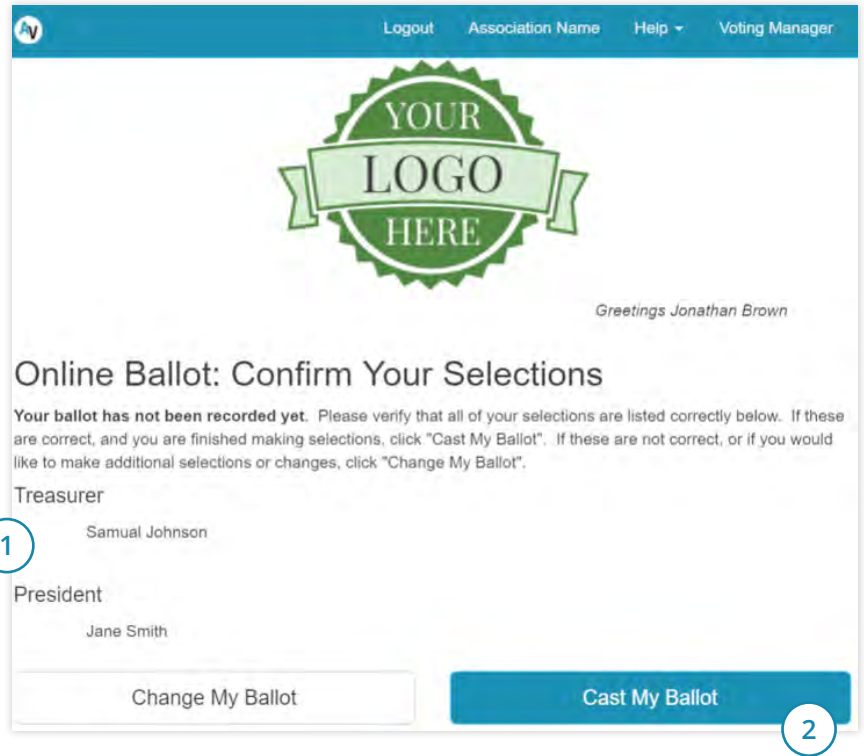 AV
Logout Association Name Help Voting Manager
YOUR
LOGO
HERE
Greetings Jonathan Brown
Online Ballot: Confirm Your Selections
Your ballot has not been recorded yet. Please verify that all of your selections are listed correctly below. If these
are correct, and you are finished making selections, click "Cast My Ballot". If these are not correct, or if you would
like to make additional selections or changes, click "Change My Ballot".
Treasurer
1
Samual Johnson
President
Jane Smith
Change My Ballot
Cast My Ballot
2